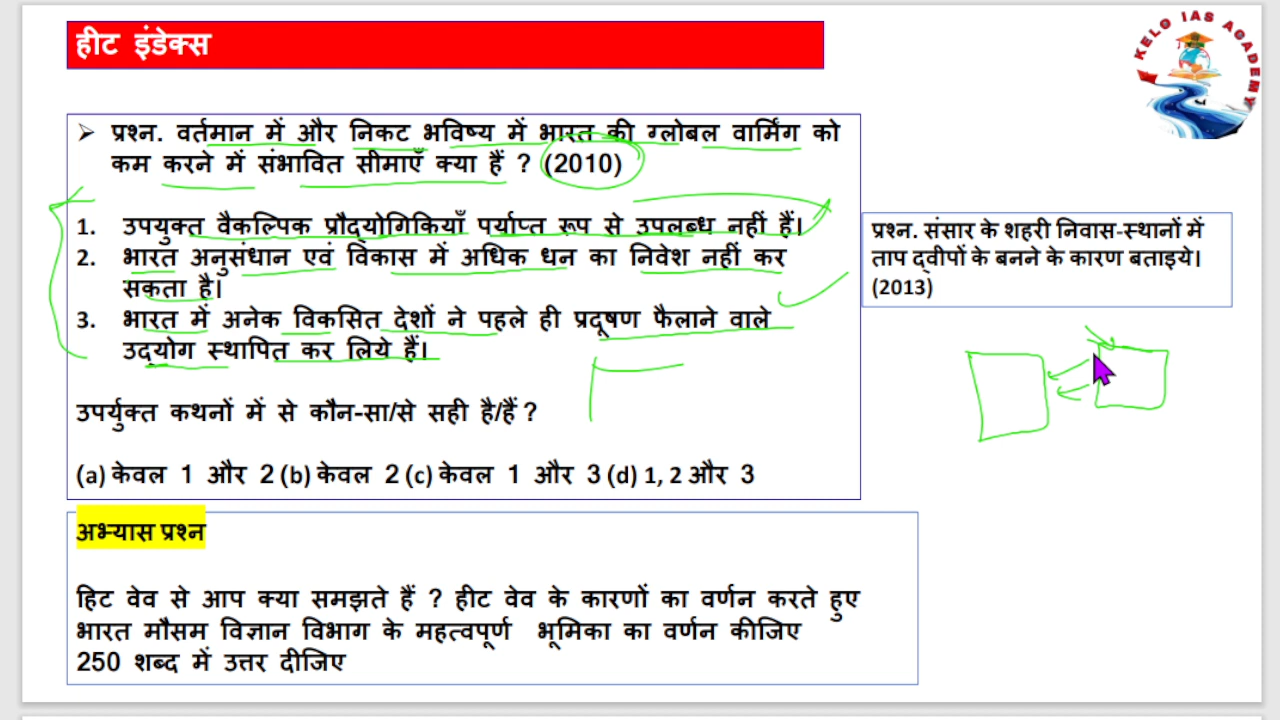 हीट इंडेक्स
KELO IAS ACADEMY
➢ प्रश्न. वर्तमान में और निकट भविष्य में भारत की ग्लोबल वार्मिंग को
कम करने में संभावित सीमाएँ क्या हैं ? (2010)
1. उपयुक्त वैकल्पिक प्रौद्योगिकियाँ पर्याप्त रूप से उपलब्ध नहीं हैं।
2. भारत अनुसंधान एवं विकास में अधिक धन का निवेश नहीं कर
सकता है।
3. भारत में अनेक विकसित देशों ने पहले ही प्रदूषण फैलाने वाले
उद्योग स्थापित कर लिये हैं।
उपर्युक्त कथनों में से कौन-सा/से सही है/हैं ?
(a) केवल 1 और 2 (b) केवल 2 (c) केवल 1 और 3 (d) 1, 2 और 3
प्रश्न. संसार के शहरी निवास-स्थानों में
ताप द्वीपों के बनने के कारण बताइये।
(2013)
अभ्यास प्रश्न
हिट वेव से आप क्या समझते हैं ? हीट वेव के कारणों का वर्णन करते हुए
भारत मौसम विज्ञान विभाग के महत्वपूर्ण भूमिका का वर्णन कीजिए
250 शब्द में उत्तर दीजिए